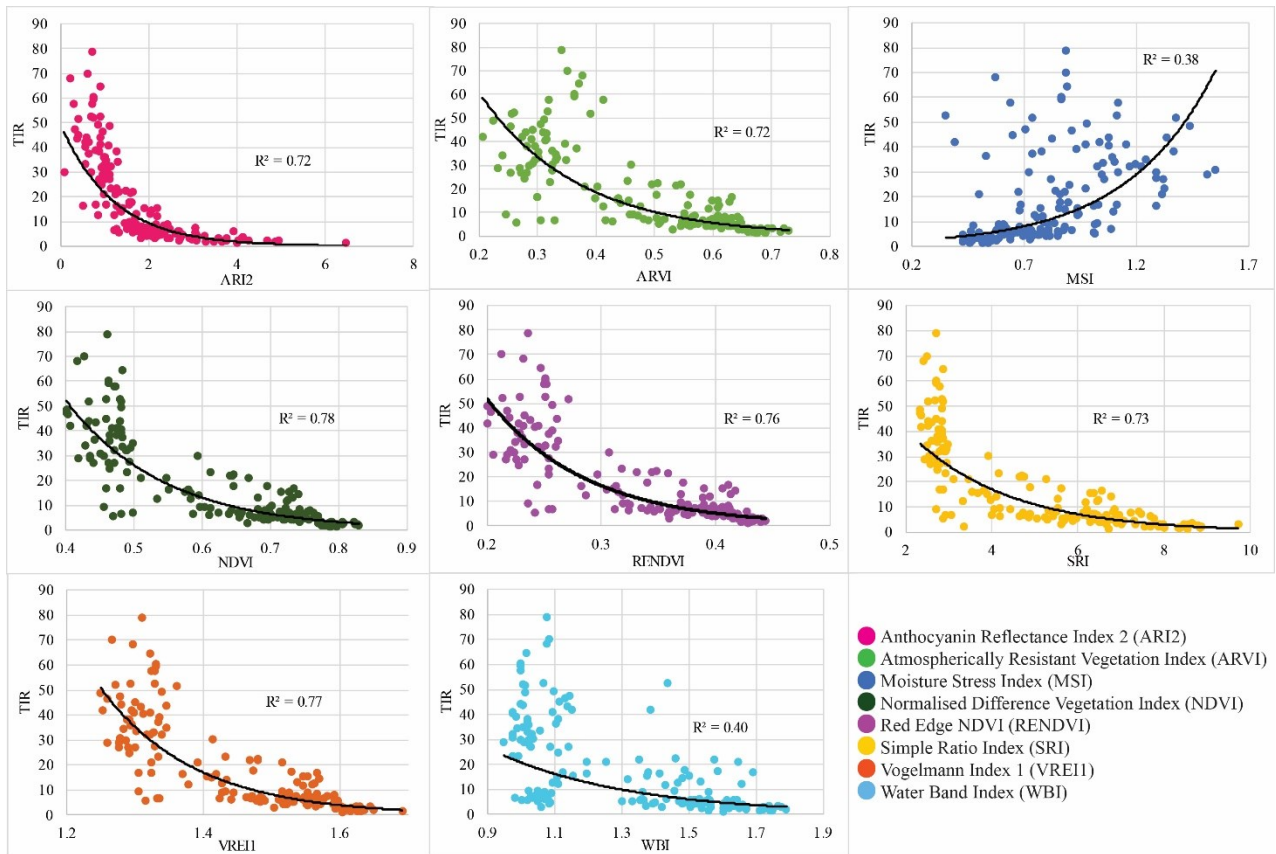 90
80
70
60
50
40
30
20
10
0
TIR
R² = 0.72
0 2 4 6 8
ARI2
90
80
70
60
50
40
30
20
10
0
TIR
R² = 0.72
0.2 0.3 0.4 0.5 0.6 0.7 0.8
ARVI
90
80
70
60
50
40
30
20
10
0
TIR
R² = 0.38
0.2 0.7 1.2 1.7
MSI
90
80
70
60
50
40
30
20
10
0
TIR
R² = 0.78
0.4 0.5 0.6 0.7 0.8 0.9
NDVI
90
80
70
60
50
40
30
20
10
0
TIR
R² = 0.76
0.2 0.3 0.4 0.5
RENDVI
90
80
70
60
50
40
30
20
10
0
TIR
R² = 0.73
2 4 6 8 10
SRI
90
80
70
60
50
40
30
20
10
0
TIR
R² = 0.77
1.2 1.4 1.6
VREI1
90
80
70
60
50
40
30
20
10
0
TIR
R² = 0.40
0.9 1.1 1.3 1.5 1.7 1.9
WBI
Anthocyanin Reflectance Index 2 (ARI2)
Atmospherically Resistant Vegetation Index (ARVI)
Moisture Stress Index (MSI)
Normalised Difference Vegetation Index (NDVI)
Red Edge NDVI (RENDVI)
Simple Ratio Index (SRI)
Vogelmann Index 1 (VREI1)
Water Band Index (WBI)